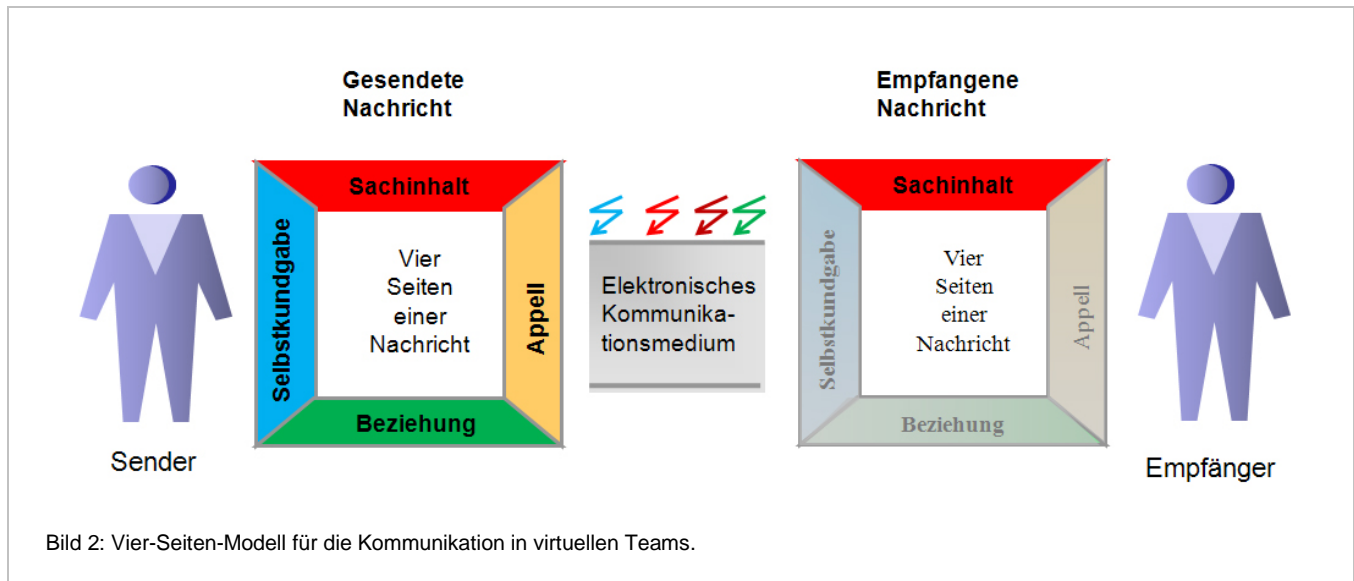 Gesendete
Nachricht
Empfangene
Nachricht
Sachinhalt
Selbstkundgabe
Vier
Seiten
einer
Nachricht
Appell
Beziehung
Sender
Elektronisches
Kommunika-
tionsmedium
Sachinhalt
Selbstkundgabe
Vier
Seiten
einer
Nachricht
Appell
Beziehung
Empfänger
Bild 2: Vier-Seiten-Modell für die Kommunikation in virtuellen Teams.